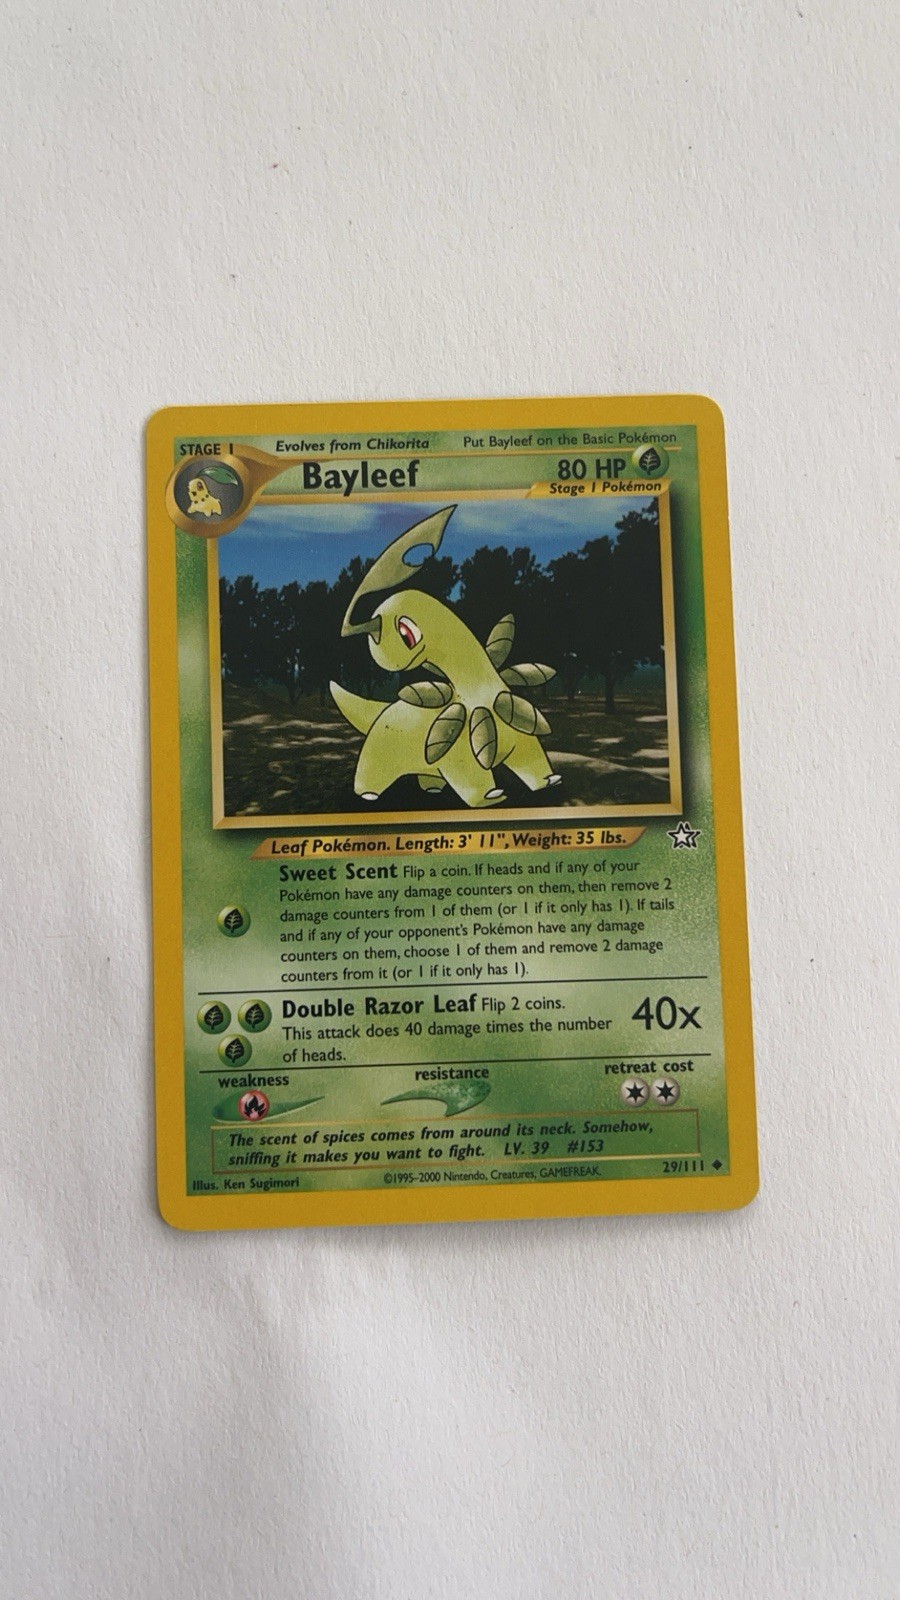 STAGE 1 Evolves from Chikorita Put Bayleef on the Basic Pokémon
Bayleef 80 HP
Stage 1 Pokémon
Leaf Pokémon. Length: 3' 11", Weight: 35 lbs.
Sweet Scent Flip a coin. If heads and if any of your
Pokémon have any damage counters on them, then remove 2
damage counters from 1 of them (or 1 if it only has 1). If tails
and if any of your opponent's Pokémon have any damage
counters on them, choose 1 of them and remove 2 damage
counters from it (or 1 if it only has 1).
Double Razor Leaf Flip 2 coins. 40x
This attack does 40 damage times the number
of heads.
weakness resistance retreat cost
The scent of spices comes from around its neck. Somehow,
sniffing it makes you want to fight. LV. 39 #153
Illus. Ken Sugimori ©1995-2000 Nintendo, Creatures, GAMEFREAK. 29/111